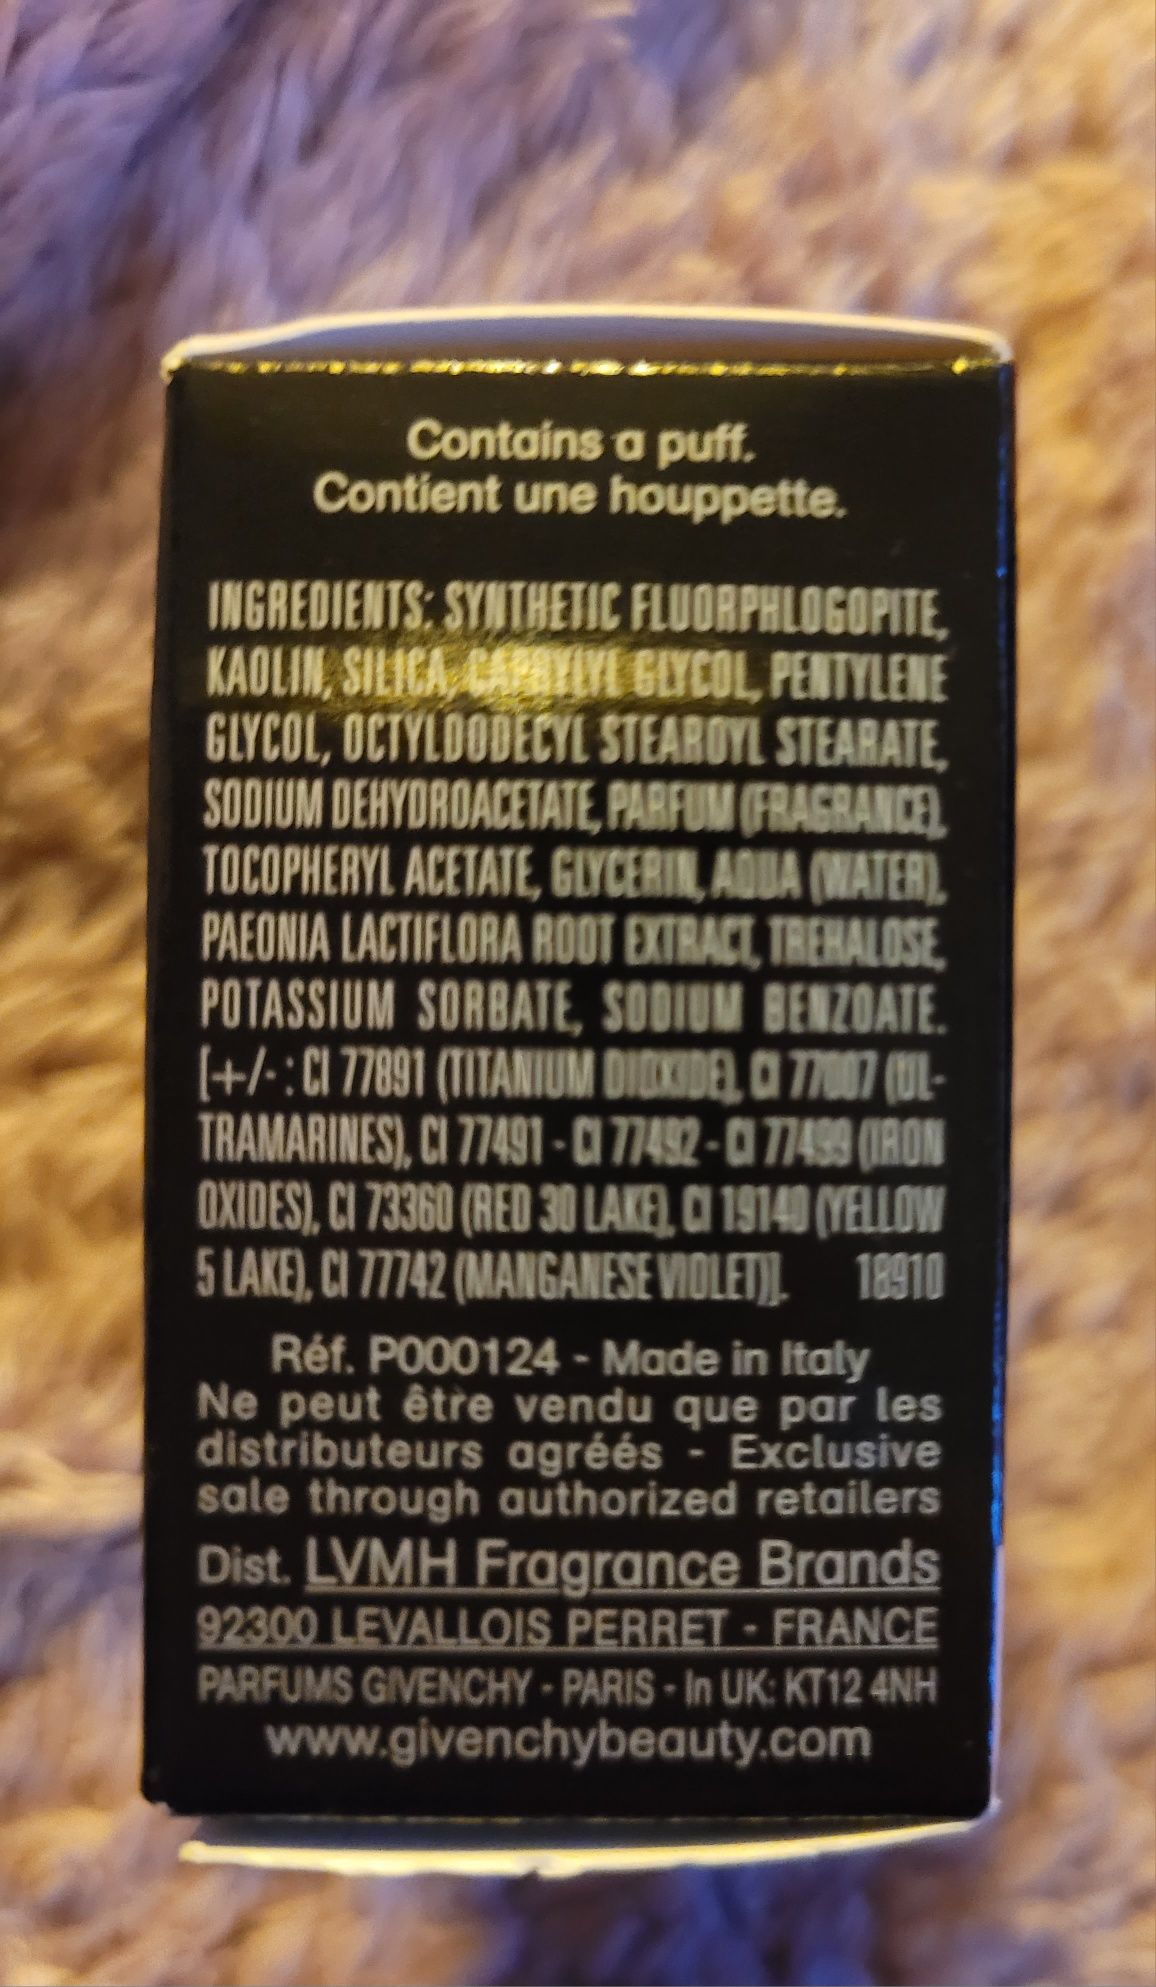 Contains a puff.
Contient une houppette.
INGREDIENTS: SYNTHETIC FLUORPHLOGOPITE,
KAOLIN, SILICA, CAPRYLYL GLYCOL, PENTYLENE
GLYCOL, OCTYLDODECYL STEAROYL STEARATE,
SODIUM DEHYDROACETATE, PARFUM (FRAGRANCE),
TOCOPHERYL ACETATE, GLYCERIN, AQUA (WATER),
PAEONIA LACTIFLORA ROOT EXTRACT, TREHALOSE,
POTASSIUM SORBATE, SODIUM BENZOATE.
[+/- : CI 77891 (TITANIUM DIOXIDE), CI 77007 (UL-
TRAMARINES), CI 77491 - CI 77492 - CI 77499 (IRON
OXIDES), CI 73360 (RED 30 LAKE), CI 19140 (YELLOW
5 LAKE), CI 77742 (MANGANESE VIOLET)]. 18910
Réf. P000124 - Made in Italy
Ne peut être vendu que par les
distributeurs agréés - Exclusive
sale through authorized retailers
Dist. LVMH Fragrance Brands
92300 LEVALLOIS PERRET - FRANCE
PARFUMS GIVENCHY - PARIS - In UK: KT12 4NH
www.givenchybeauty.com